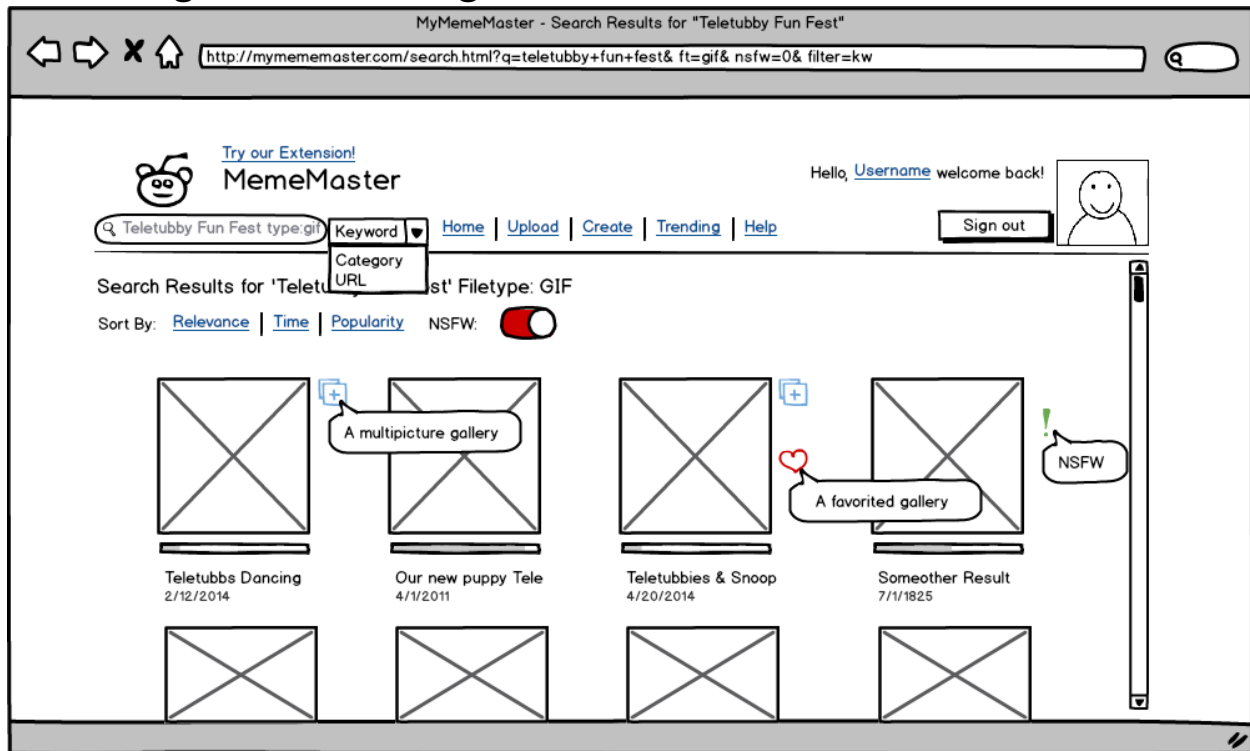 MyMemeMaster - Search Results for "Teletubby Fun Fest"
http://mymememaster.com/search.html?q=teletubby+fun+fest& ft=gif& nsfw=0& filter=kw
Try our Extension!
MemeMaster
Hello, Username welcome back!
Teletubby Fun Fest type:gif Keyword Home Upload Create Trending Help Sign out
Category
URL
Search Results for 'Teletu st' Filetype: GIF
Sort By: Relevance Time Popularity NSFW:
A multipicture gallery
NSFW
A favorited gallery
Teletubbs Dancing Our new puppy Tele Teletubbies & Snoop Someother Result
2/12/2014 4/1/2011 4/20/2014 7/1/1825